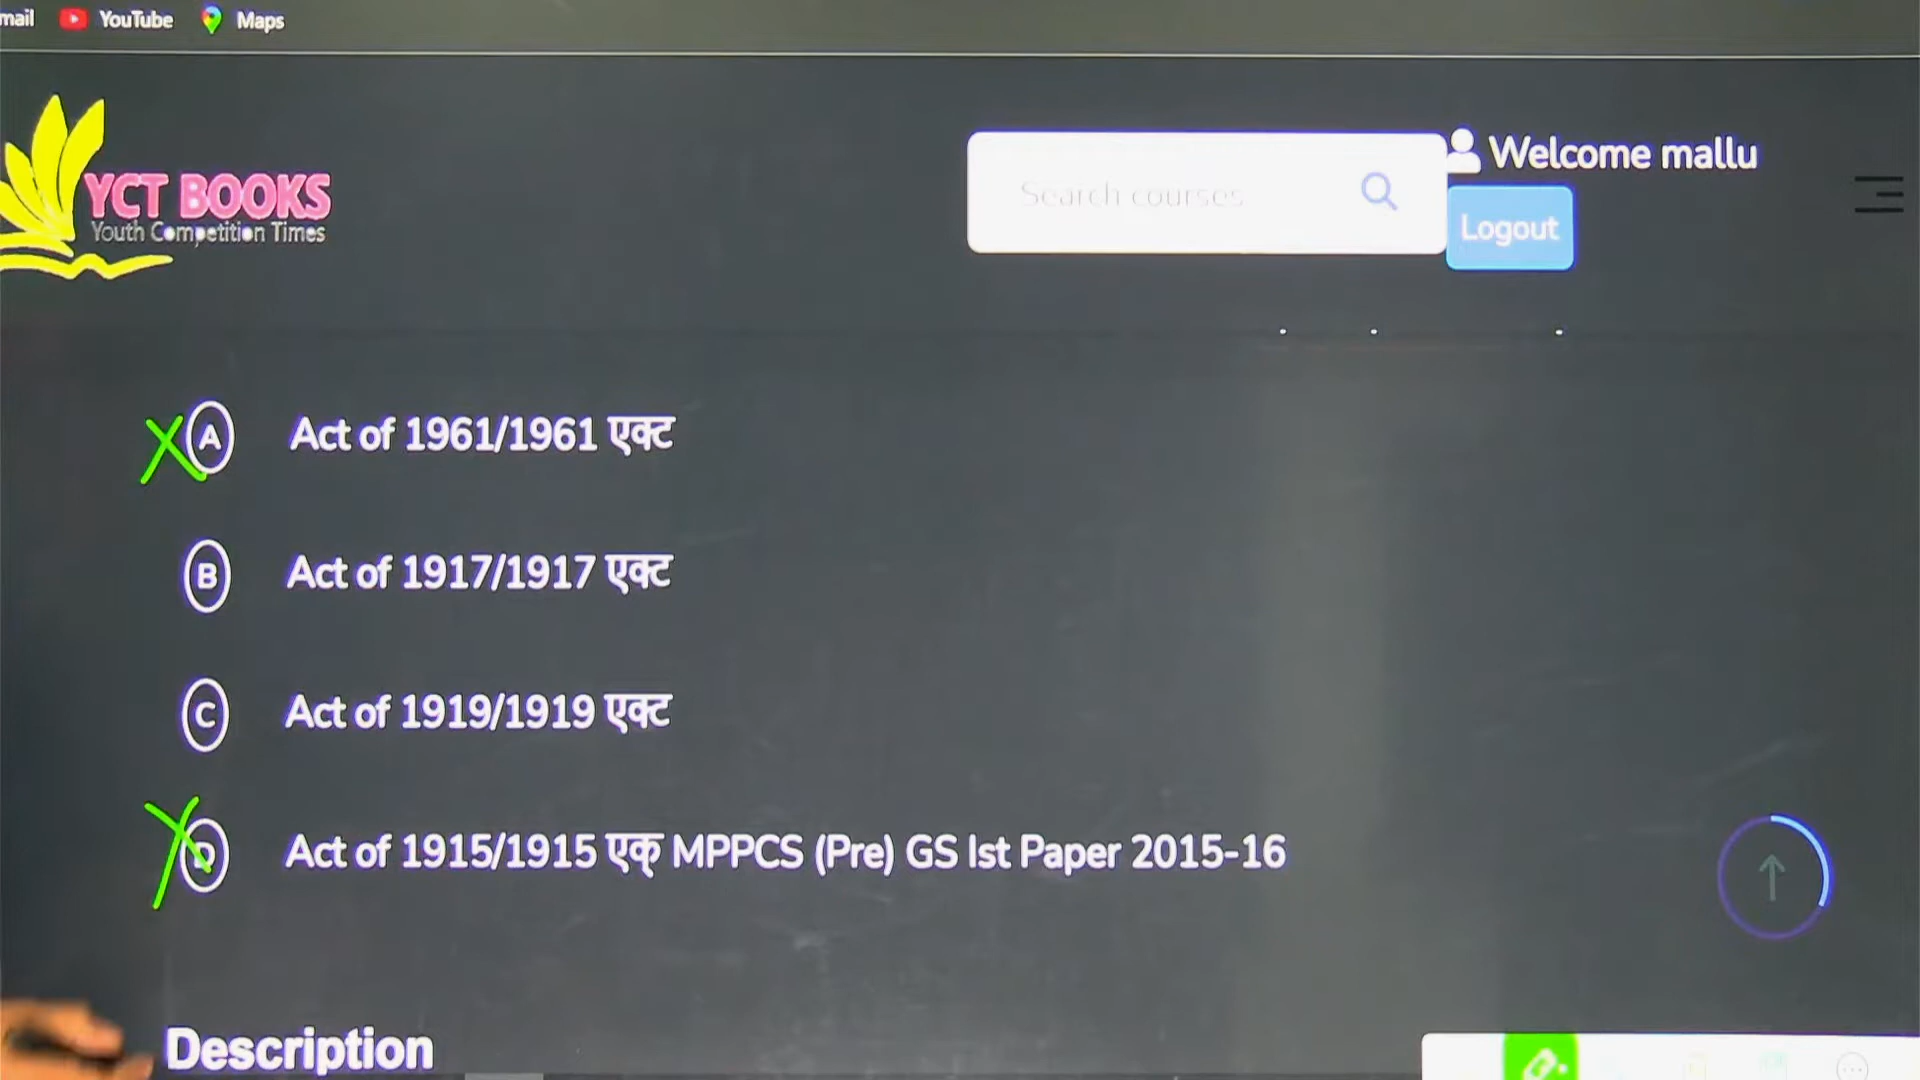 mail YouTube Maps
YCT BOOKS
Youth Competition Times
Search courses
Welcome mallu
Logout
A Act of 1961/1961 एक्ट
B Act of 1917/1917 एक्ट
C Act of 1919/1919 एक्ट
D Act of 1915/1915 एक् MPPCS (Pre) GS Ist Paper 2015-16
Description